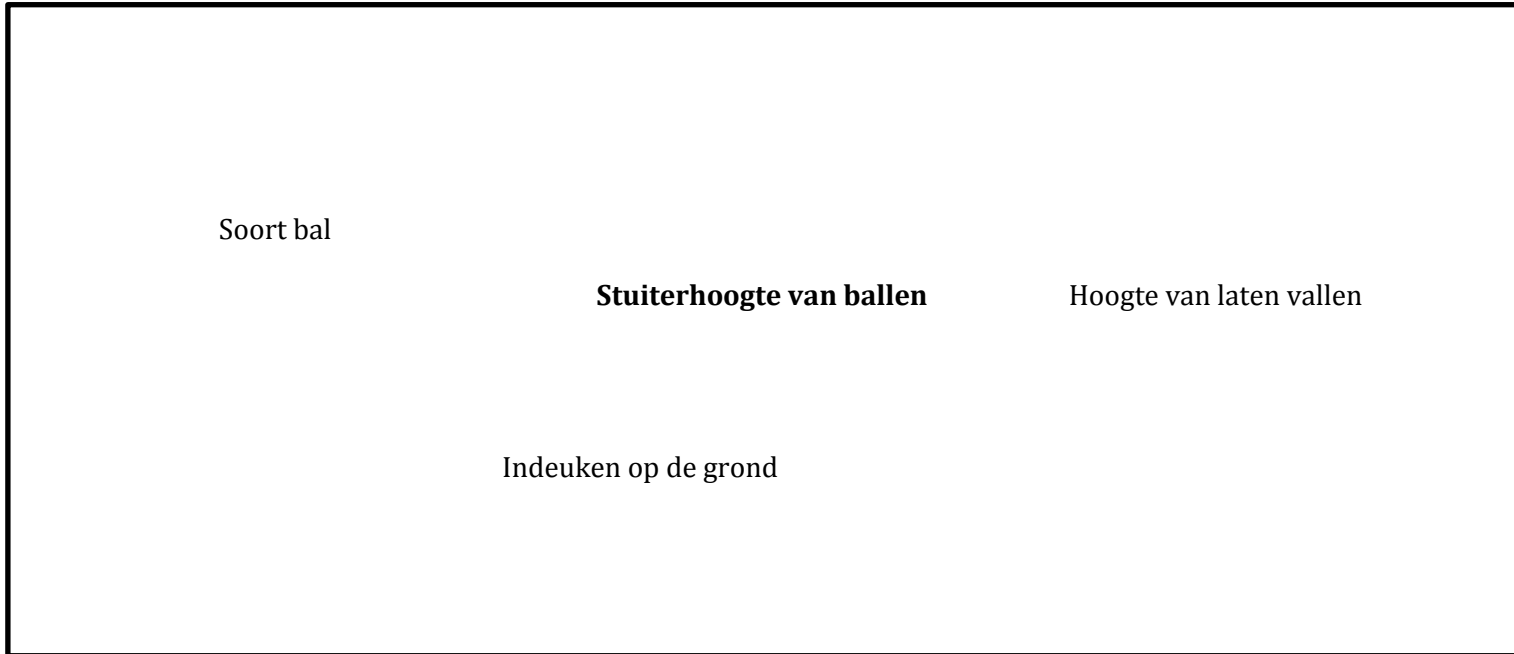 Soort bal
Stuiterhoogte van ballen
Hoogte van laten vallen
Indeuken op de grond